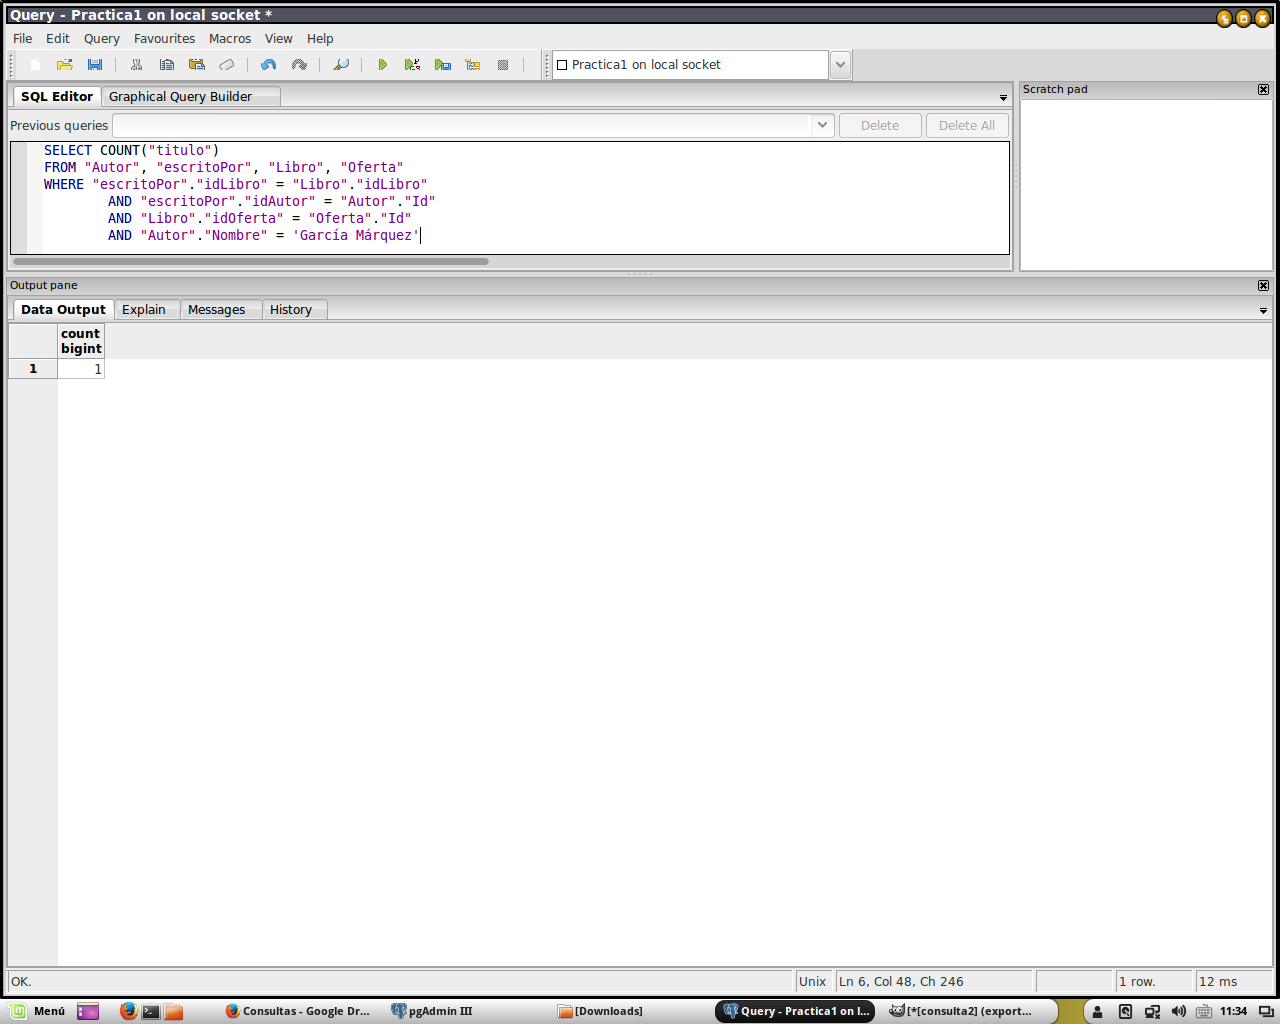 Query - Practica1 on local socket *
File Edit Query Favourites Macros View Help
Practica1 on local socket
SQL Editor Graphical Query Builder
Previous queries Delete Delete All
SELECT COUNT("titulo")
FROM "Autor", "escritoPor", "Libro", "Oferta"
WHERE "escritoPor"."idLibro" = "Libro"."idLibro"
AND "escritoPor"."idAutor" = "Autor"."Id"
AND "Libro"."idOferta" = "Oferta"."Id"
AND "Autor"."Nombre" = 'García Márquez'
Scratch pad
Output pane
Data Output Explain Messages History
count
bigint
1 1
OK. Unix Ln 6, Col 48, Ch 246 1 row. 12 ms
Menú Consultas - Google Dr... pgAdmin III [Downloads] Query - Practica1 on l... [*[consulta2] (export... 11:34